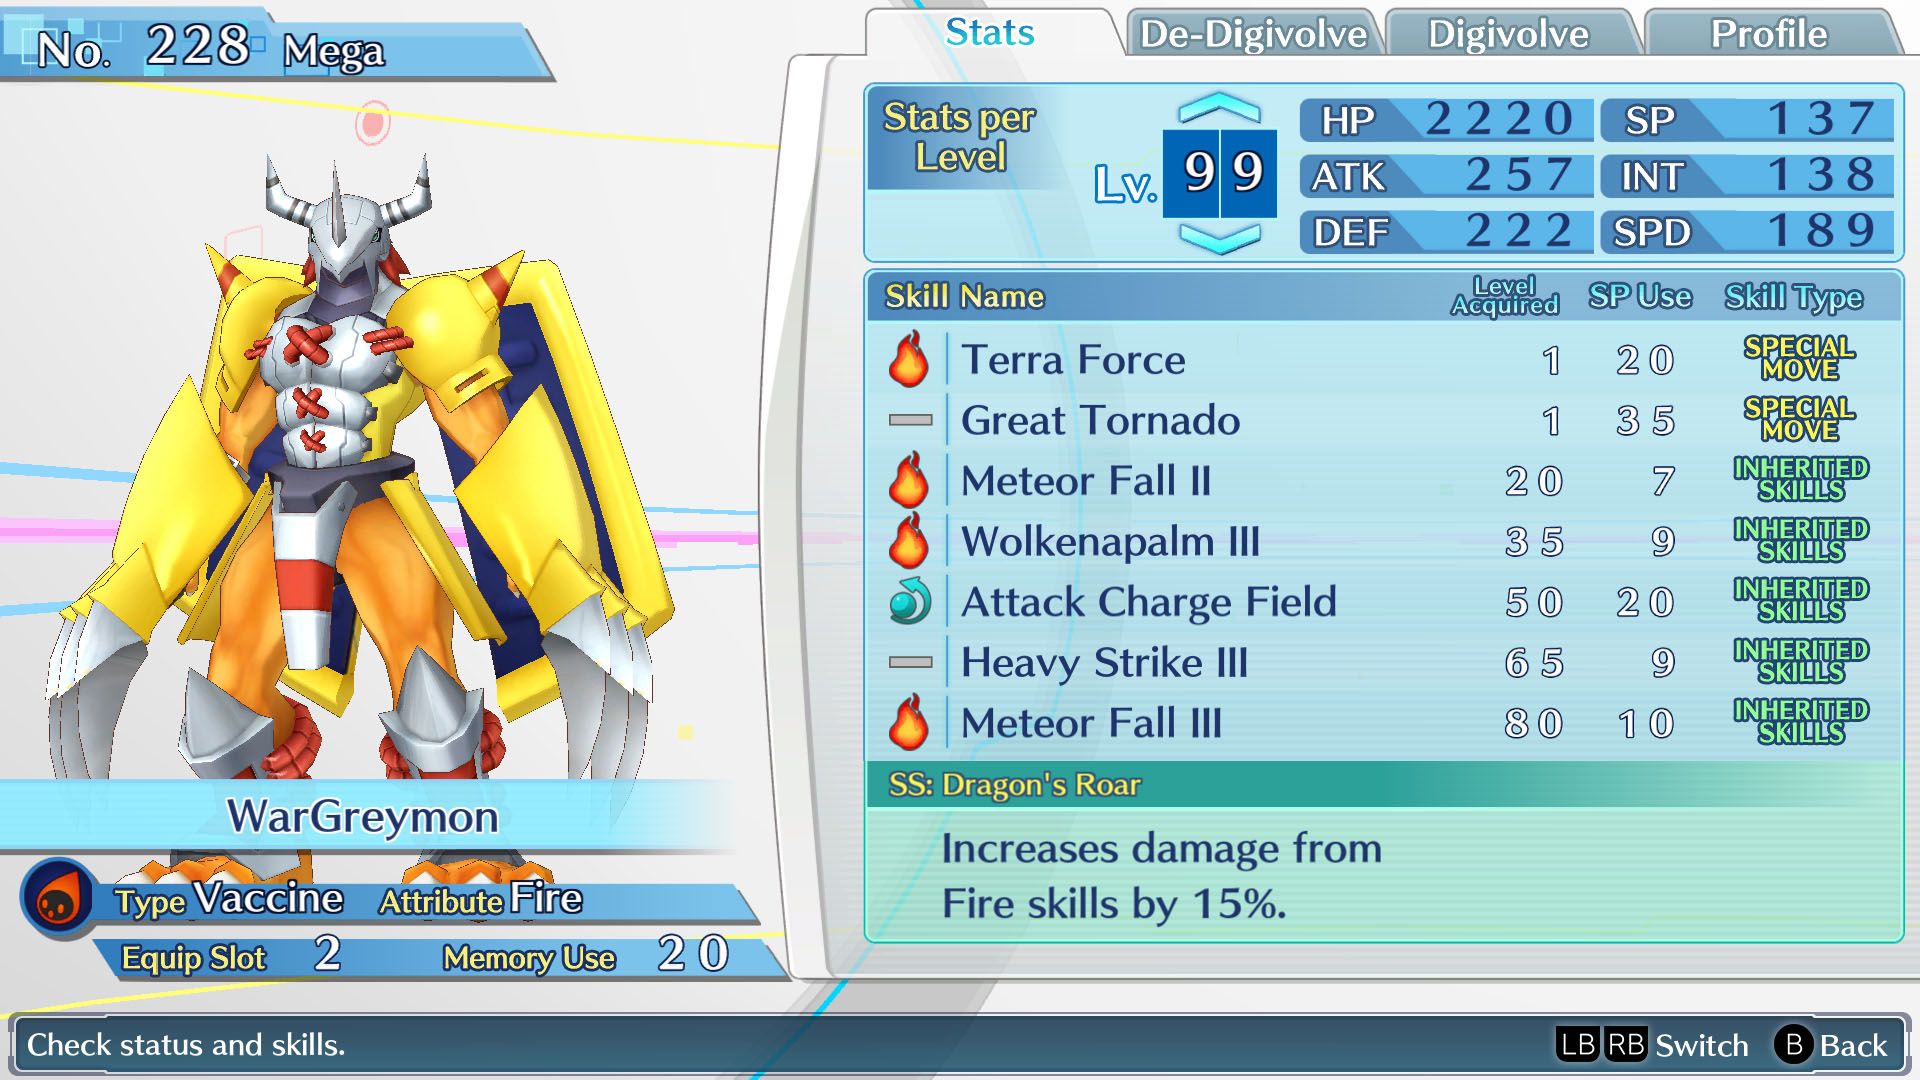 No. 228 Mega
Stats De-Digivolve Digivolve Profile
Stats per
Level
Lv. 99
HP 2220 SP 137
ATK 257 INT 138
DEF 222 SPD 189
Skill Name Level Acquired SP Use Skill Type
Terra Force 1 20 SPECIAL MOVE
Great Tornado 1 35 SPECIAL MOVE
Meteor Fall II 20 7 INHERITED SKILLS
Wolkenapalm III 35 9 INHERITED SKILLS
Attack Charge Field 50 20 INHERITED SKILLS
Heavy Strike III 65 9 INHERITED SKILLS
Meteor Fall III 80 10 INHERITED SKILLS
SS: Dragon's Roar
Increases damage from
Fire skills by 15%.
WarGreymon
Type Vaccine Attribute Fire
Equip Slot 2 Memory Use 20
Check status and skills.
LB RB Switch B Back